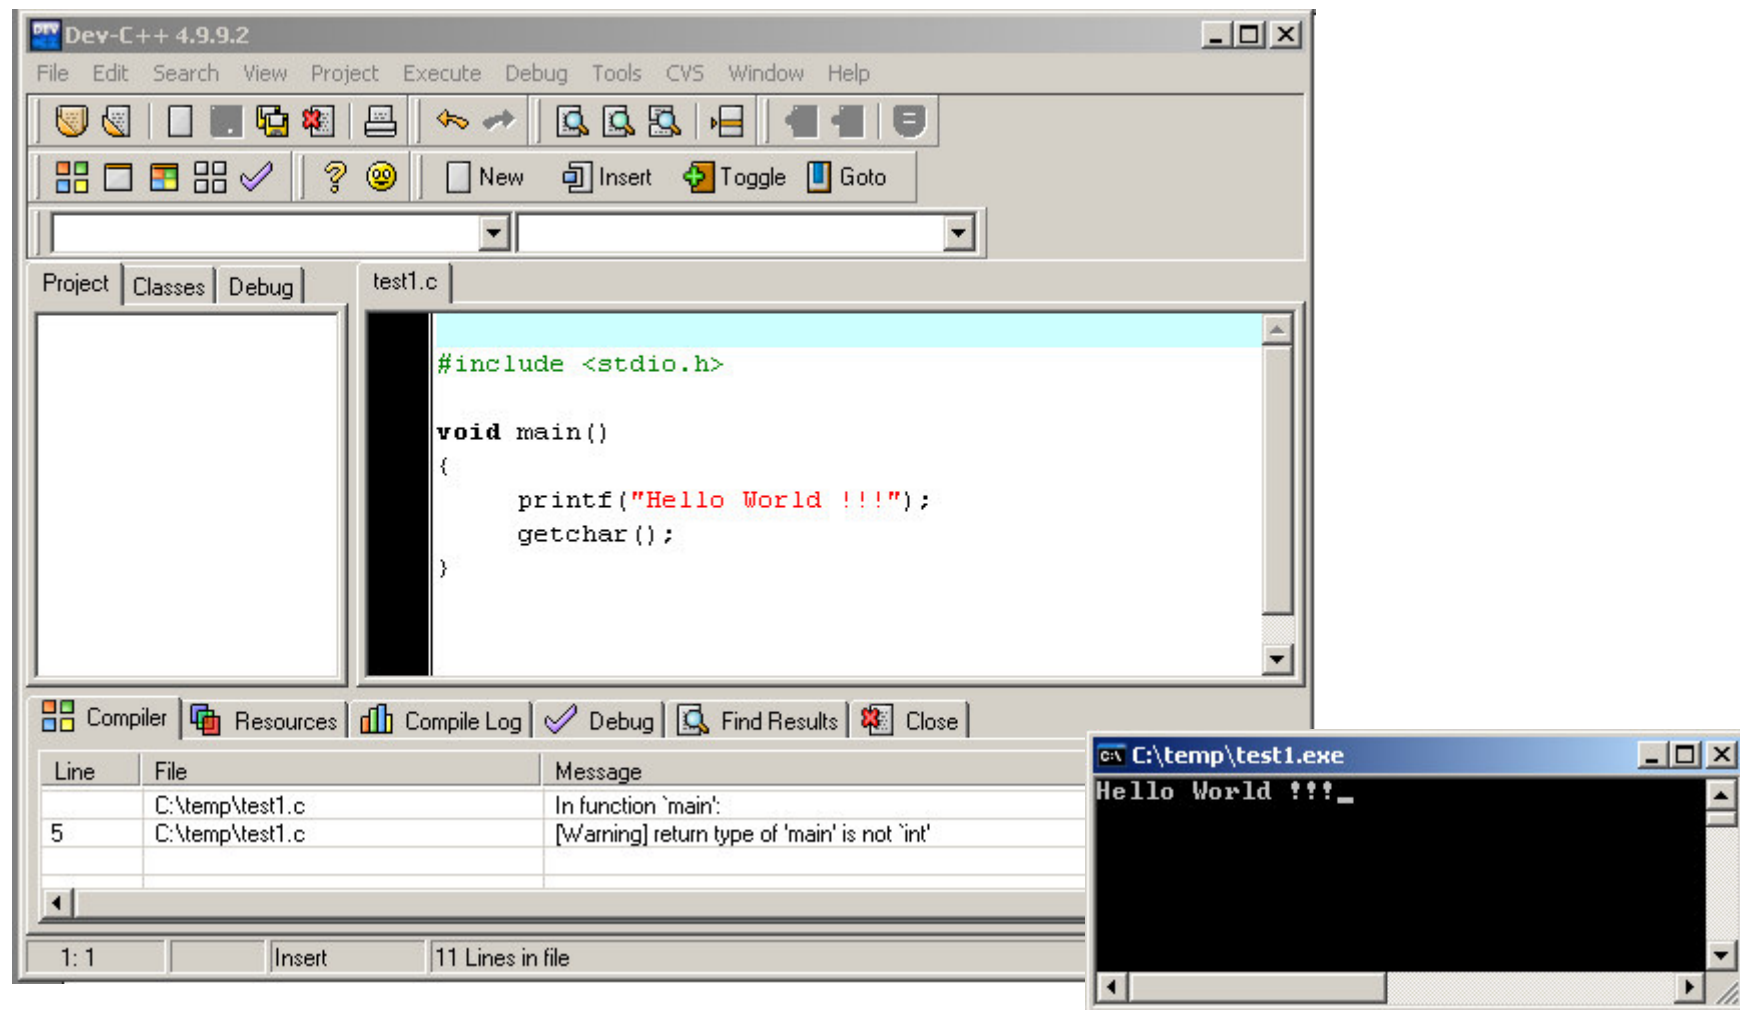 Dev-C++ 4.9.9.2
File Edit Search View Project Execute Debug Tools CVS Window Help
New Insert Toggle Goto
Project Classes Debug
test1.c
#include <stdio.h>
void main()
{
printf("Hello World !!!");
getchar();
}
Compiler Resources Compile Log Debug Find Results Close
Line File Message
C:\temp\test1.c In function `main':
5 C:\temp\test1.c [Warning] return type of 'main' is not `int'
1: 1 Insert 11 Lines in file
C:\temp\test1.exe
Hello World !!!_